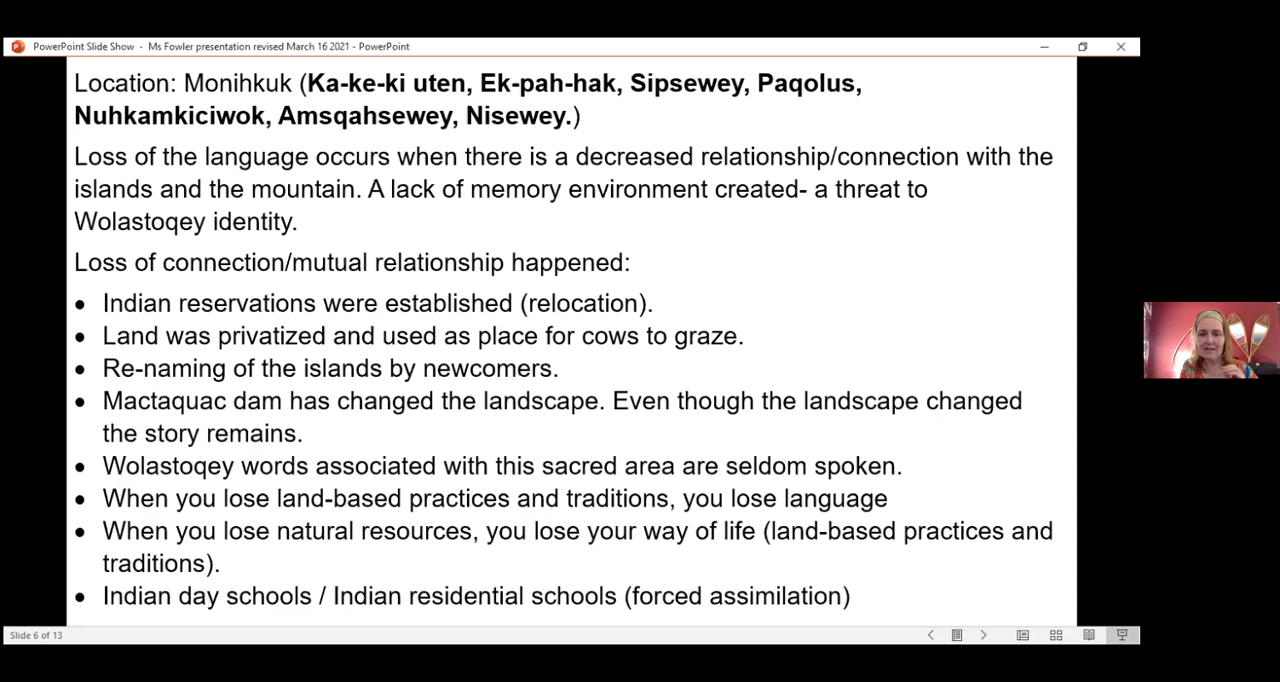 PowerPoint Slide Show - Ms Fowler presentation revised March 16 2021 - PowerPoint
Location: Monihkuk (Ka-ke-ki uten, Ek-pah-hak, Sipsewey, Paqolus,
Nuhkamkiciwok, Amsqahsewey, Nisewey.)
Loss of the language occurs when there is a decreased relationship/connection with the
islands and the mountain. A lack of memory environment created- a threat to
Wolastoqey identity.
Loss of connection/mutual relationship happened:
• Indian reservations were established (relocation).
• Land was privatized and used as place for cows to graze.
• Re-naming of the islands by newcomers.
• Mactaquac dam has changed the landscape. Even though the landscape changed
the story remains.
• Wolastoqey words associated with this sacred area are seldom spoken.
• When you lose land-based practices and traditions, you lose language
• When you lose natural resources, you lose your way of life (land-based practices and
traditions).
• Indian day schools / Indian residential schools (forced assimilation)
Slide 6 of 13